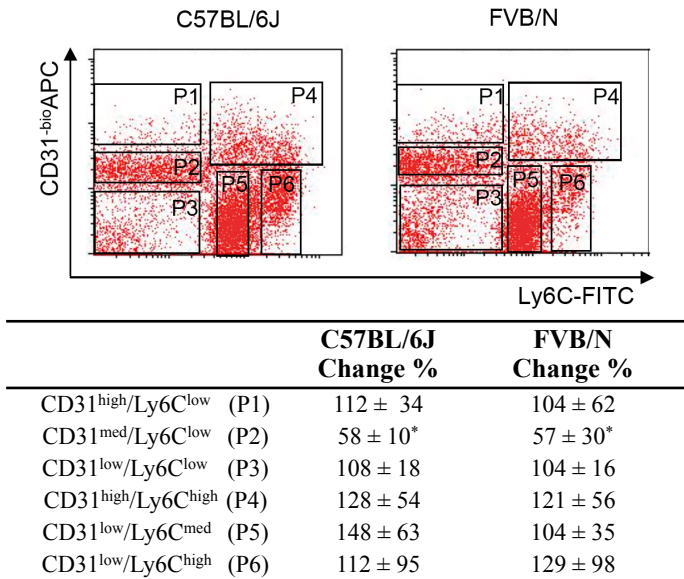 C57BL/6J FVB/N
P1 P4 P1 P4
P2 P2
P5 P6 P5 P6
P3 P3
CD31-bioAPC
Ly6C-FITC
C57BL/6J FVB/N
Change % Change %
CD31high/Ly6Clow (P1) 112 ± 34 104 ± 62
CD31med/Ly6Clow (P2) 58 ± 10* 57 ± 30*
CD31low/Ly6Clow (P3) 108 ± 18 104 ± 16
CD31high/Ly6Chigh (P4) 128 ± 54 121 ± 56
CD31low/Ly6Cmed (P5) 148 ± 63 104 ± 35
CD31low/Ly6Chigh (P6) 112 ± 95 129 ± 98